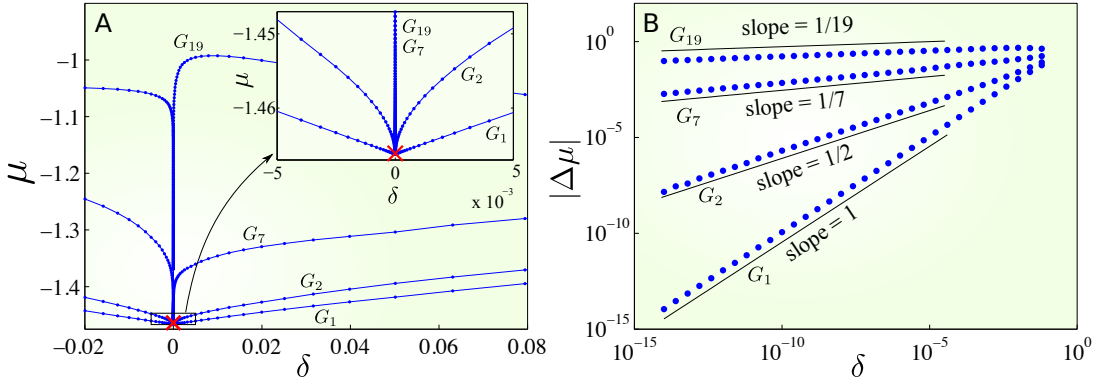 A
μ
−1
−1.1
−1.2
−1.3
−1.4
−0.02
0
0.02
0.04
0.06
0.08
δ
G19
G7
G2
G1
−1.45
−1.46
μ
−5
0
5
δ
x 10−3
G19
G7
G2
G1
B
|Δμ|
10^0
10^−5
10^−10
10^−15
10^−15
10^−10
10^−5
10^0
δ
G19
slope = 1/19
G7
slope = 1/7
G2
slope = 1/2
G1
slope = 1